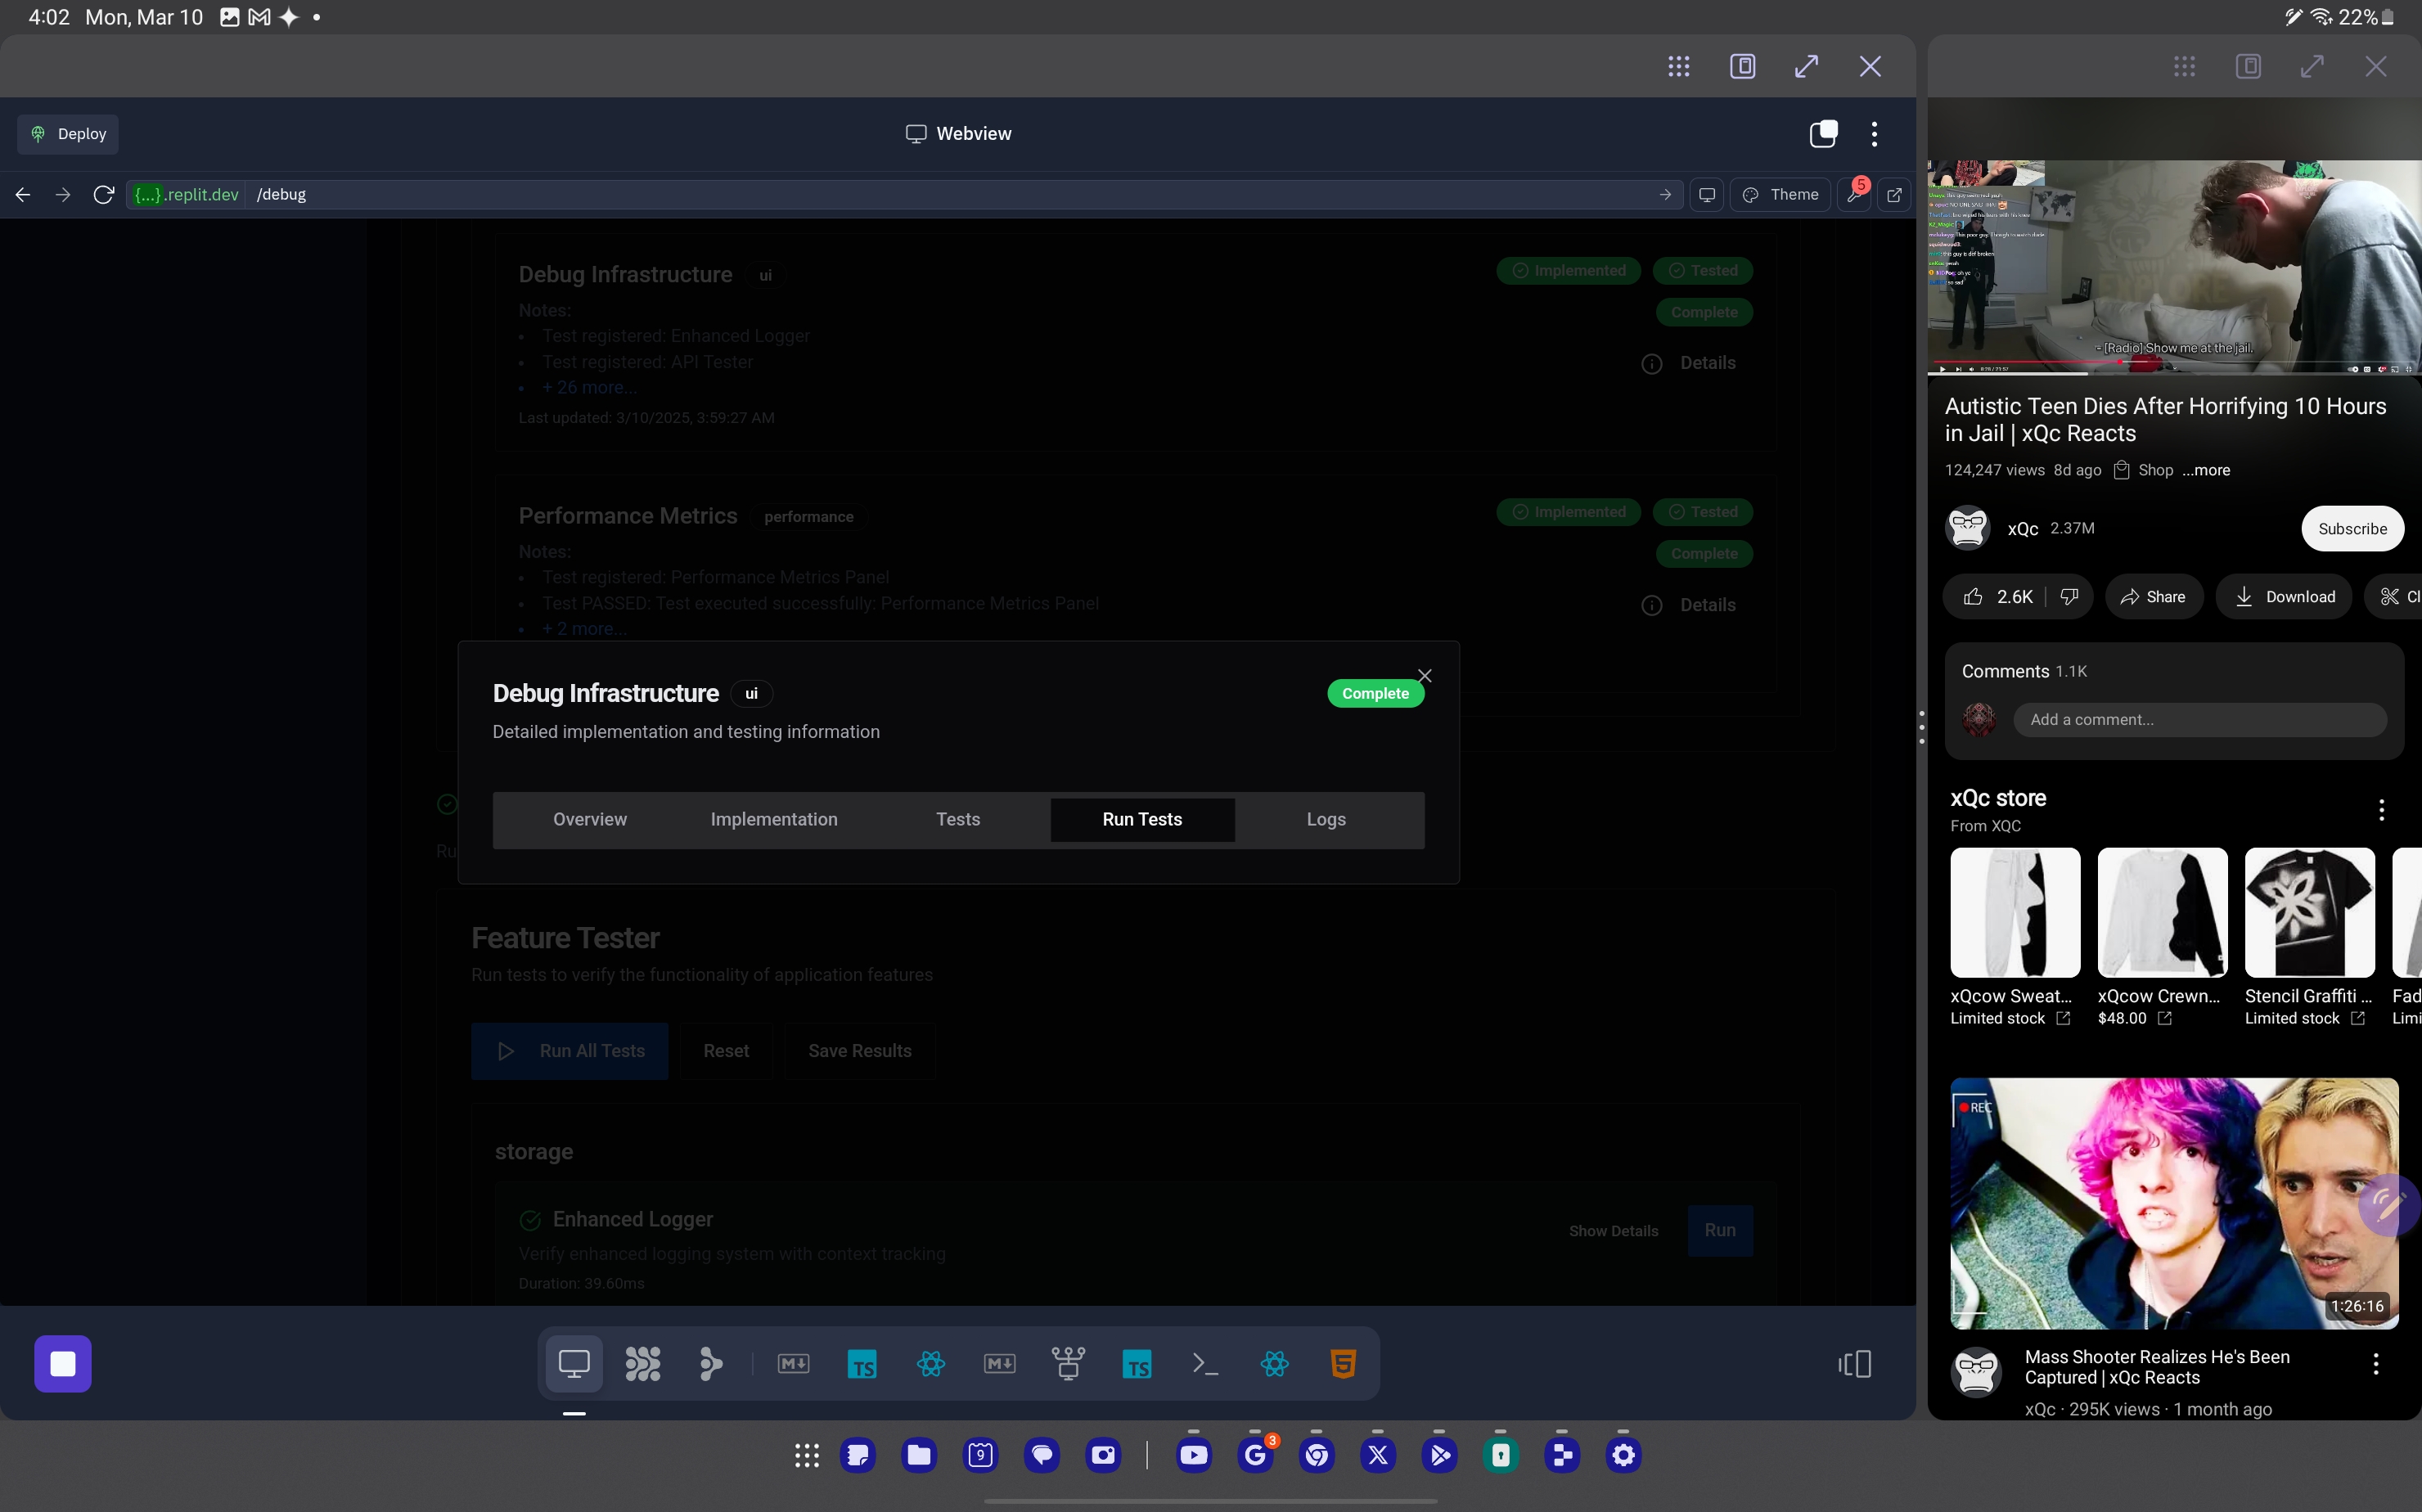 4:02 Mon, Mar 10
22%
Deploy
Webview
{...}.replit.dev /debug
Theme
5
Debug Infrastructure ui
Implemented
Tested
Notes:
• Test registered: Enhanced Logger
• Test registered: API Tester
• + 26 more...
Complete
Details
Last updated: 3/10/2025, 3:59:27 AM
Performance Metrics performance
Implemented
Tested
Notes:
• Test registered: Performance Metrics Panel
• Test PASSED: Test executed successfully: Performance Metrics Panel
• + 2 more...
Complete
Details
Debug Infrastructure ui
Complete
Detailed implementation and testing information
Overview
Implementation
Tests
Run Tests
Logs
Ru
Feature Tester
Run tests to verify the functionality of application features
Run All Tests
Reset
Save Results
storage
Enhanced Logger
Verify enhanced logging system with context tracking
Duration: 39.60ms
Show Details
Run
M↓
TS
M↓
TS
5
- [Radio] Show me at the jail.
Autistic Teen Dies After Horrifying 10 Hours
in Jail | xQc Reacts
124,247 views 8d ago Shop ...more
xQc 2.37M
Subscribe
2.6K
Share
Download
Cl
Comments 1.1K
Add a comment...
xQc store
From XQC
xQcow Sweat...
Limited stock
xQcow Crewn...
$48.00
Stencil Graffiti ...
Limited stock
Fad
Limi
REC
1:26:16
Mass Shooter Realizes He's Been
Captured | xQc Reacts
xQc · 295K views · 1 month ago
9
G
3
X